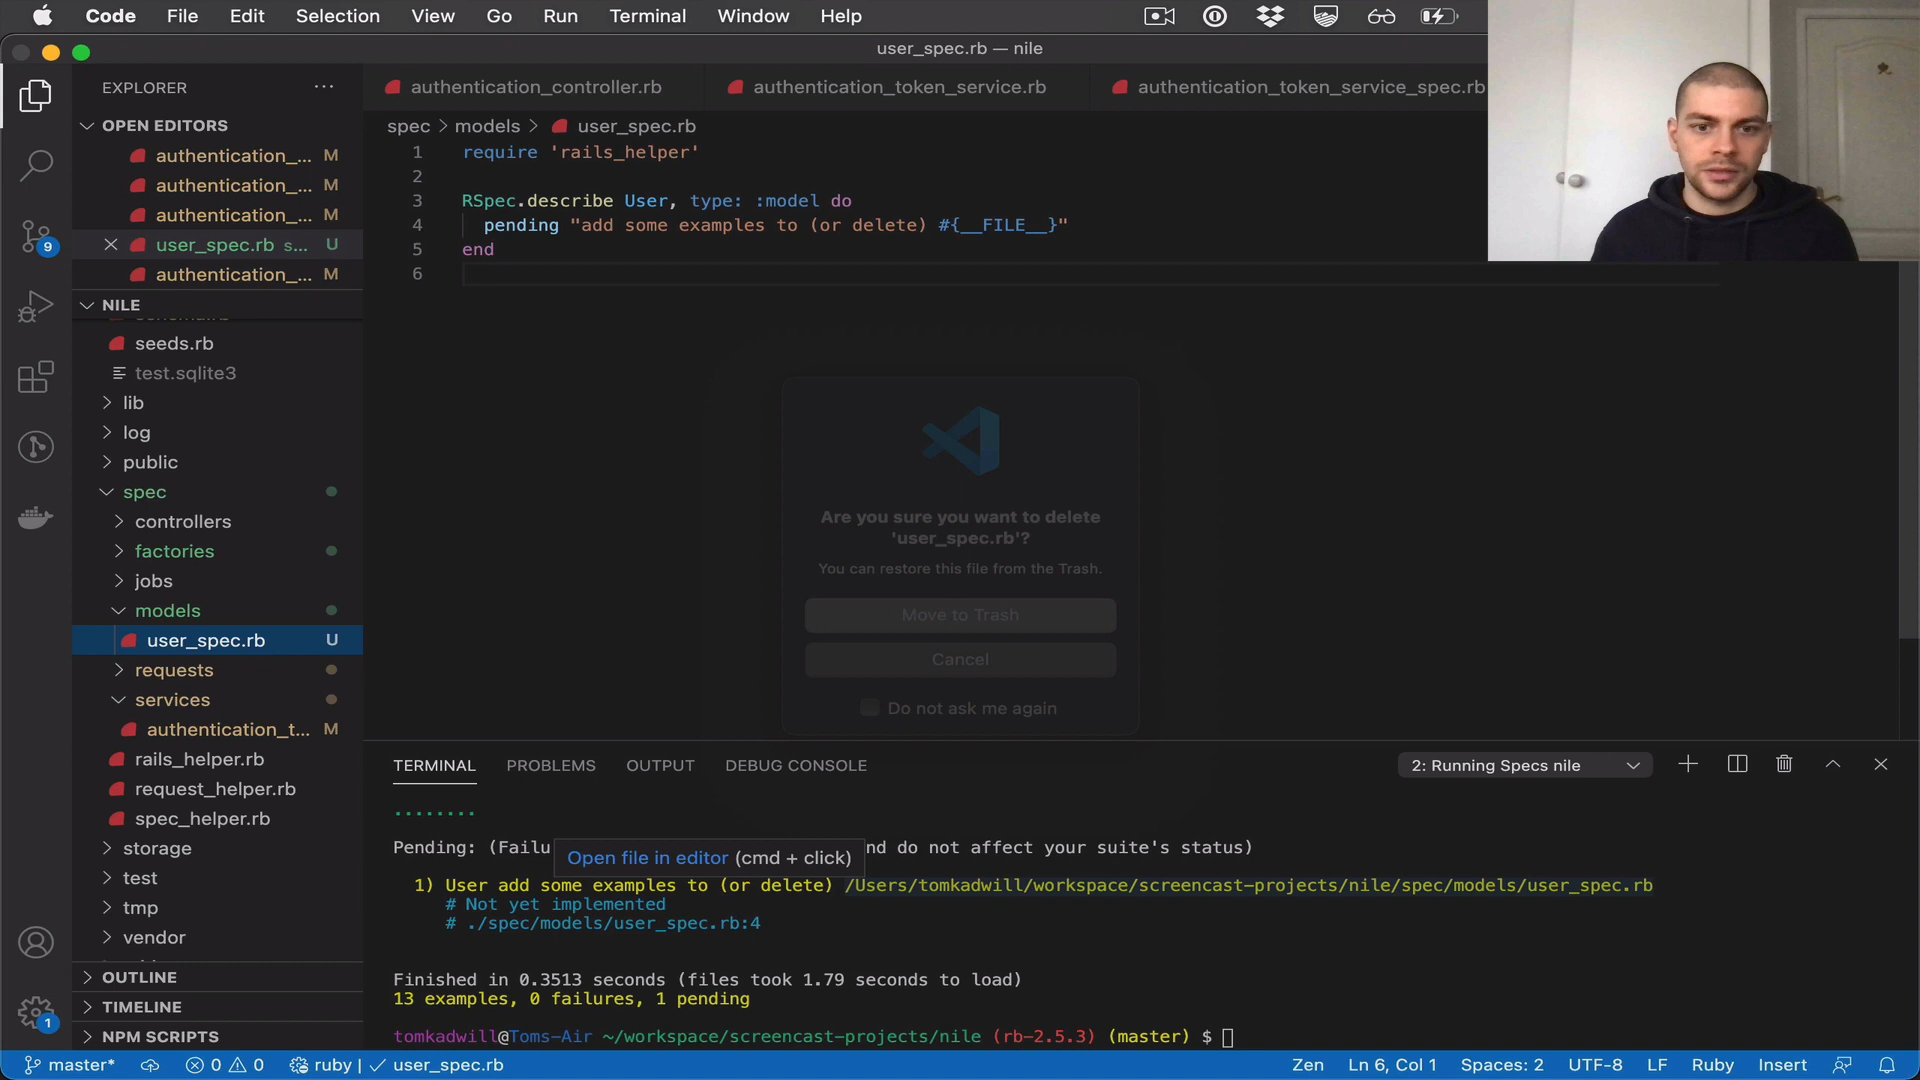 Code File Edit Selection View Go Run Terminal Window Help
user_spec.rb — nile
EXPLORER
OPEN EDITORS
authentication_... M
authentication_... M
authentication_... M
user_spec.rb s... U
authentication_... M
NILE
seeds.rb
test.sqlite3
lib
log
public
spec
controllers
factories
jobs
models
user_spec.rb U
requests
services
authentication_t... M
rails_helper.rb
request_helper.rb
spec_helper.rb
storage
test
tmp
vendor
OUTLINE
TIMELINE
NPM SCRIPTS
9
1
authentication_controller.rb authentication_token_service.rb authentication_token_service_spec.rb
spec > models > user_spec.rb
1 require 'rails_helper'
2
3 RSpec.describe User, type: :model do
4 pending "add some examples to (or delete) #{__FILE__}"
5 end
6
Are you sure you want to delete
'user_spec.rb'?
You can restore this file from the Trash.
Move to Trash
Cancel
Do not ask me again
TERMINAL PROBLEMS OUTPUT DEBUG CONSOLE 2: Running Specs nile
........
Pending: (Failu nd do not affect your suite's status)
Open file in editor (cmd + click)
1) User add some examples to (or delete) /Users/tomkadwill/workspace/screencast-projects/nile/spec/models/user_spec.rb
# Not yet implemented
# ./spec/models/user_spec.rb:4
Finished in 0.3513 seconds (files took 1.79 seconds to load)
13 examples, 0 failures, 1 pending
tomkadwill@Toms-Air ~/workspace/screencast-projects/nile (rb-2.5.3) (master) $
master* 0 0 ruby | ✓ user_spec.rb Zen Ln 6, Col 1 Spaces: 2 UTF-8 LF Ruby Insert